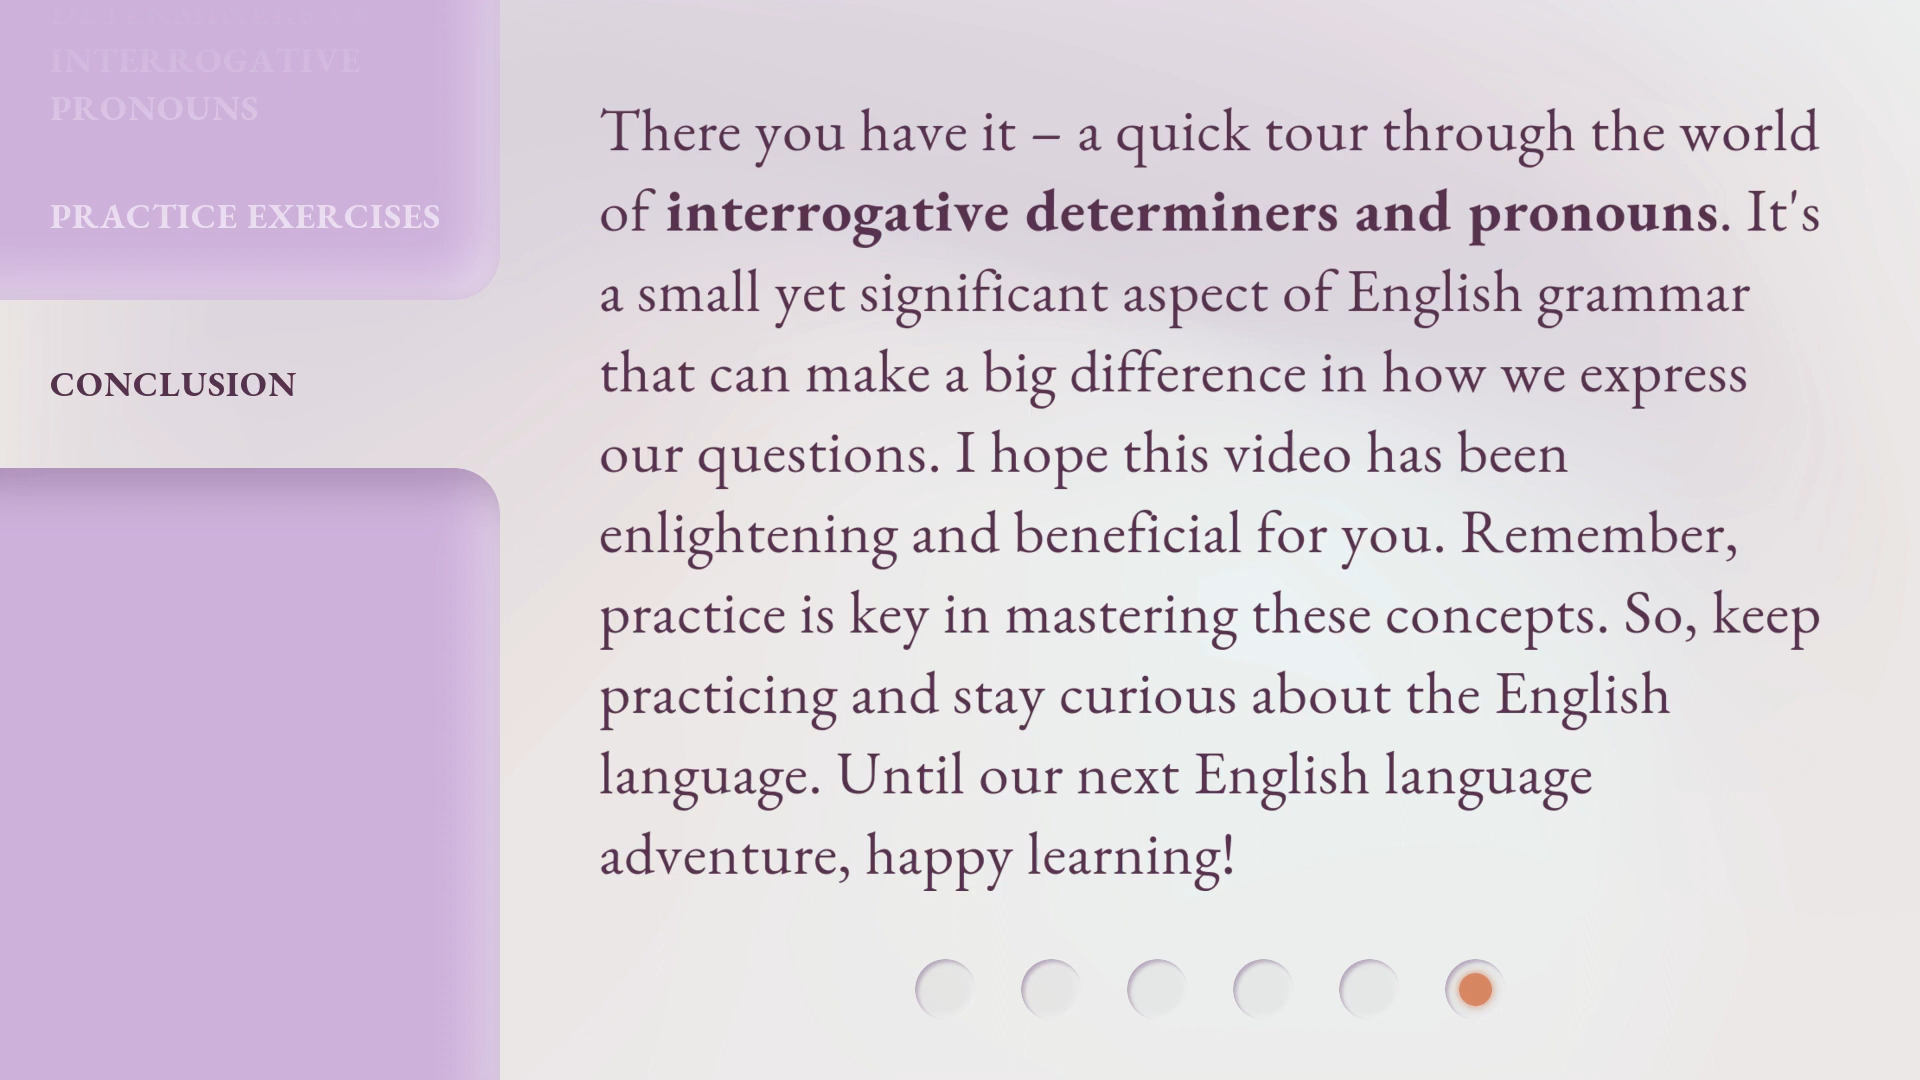 INTERROGATIVE
PRONOUNS
PRACTICE EXERCISES
CONCLUSION
There you have it – a quick tour through the world
of interrogative determiners and pronouns. It's
a small yet significant aspect of English grammar
that can make a big difference in how we express
our questions. I hope this video has been
enlightening and beneficial for you. Remember,
practice is key in mastering these concepts. So, keep
practicing and stay curious about the English
language. Until our next English language
adventure, happy learning!